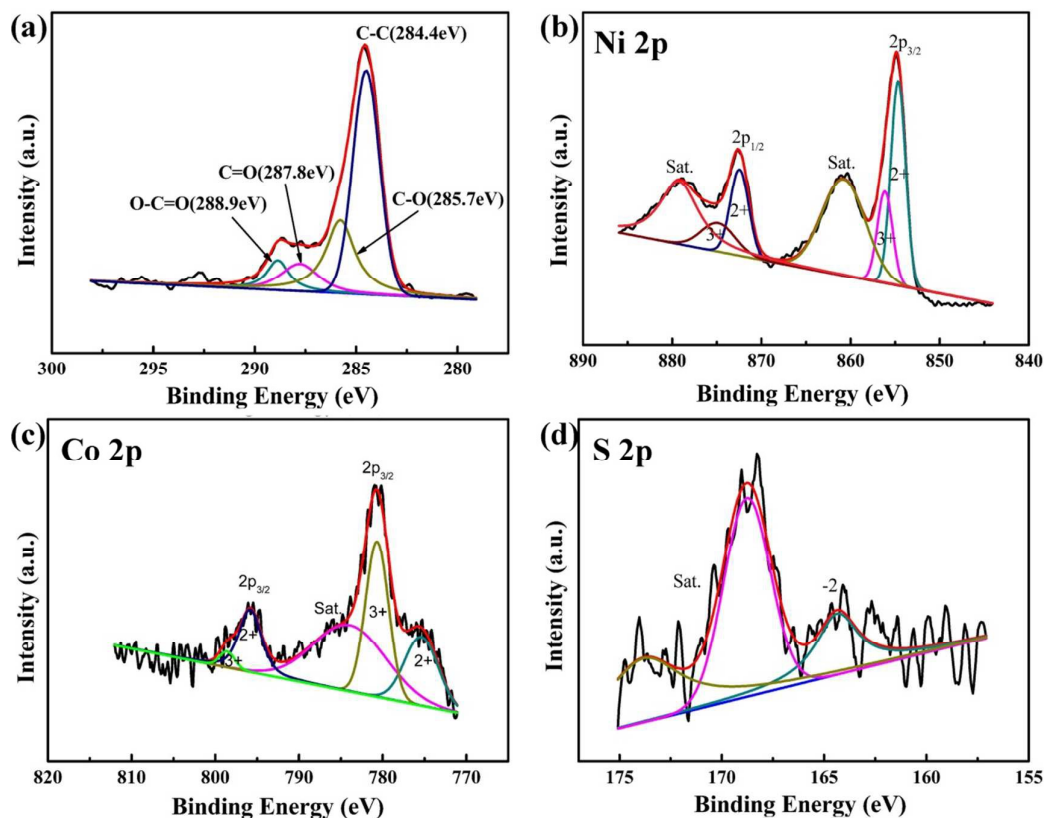 (a)
C-C(284.4eV)
C=O(287.8eV)
O-C=O(288.9eV)
C-O(285.7eV)
Intensity (a.u.)
300 295 290 285 280
Binding Energy (eV)
(b)
Ni 2p
2p3/2
2p1/2
Sat.
Sat.
2+
2+
3+
3+
Intensity (a.u.)
890 880 870 860 850 840
Binding Energy (eV)
(c)
Co 2p
2p3/2
2p3/2
Sat.
3+
2+
3+
2+
Intensity (a.u.)
820 810 800 790 780 770
Binding Energy (eV)
(d)
S 2p
Sat.
-2
Intensity (a.u.)
175 170 165 160 155
Binding Energy (eV)